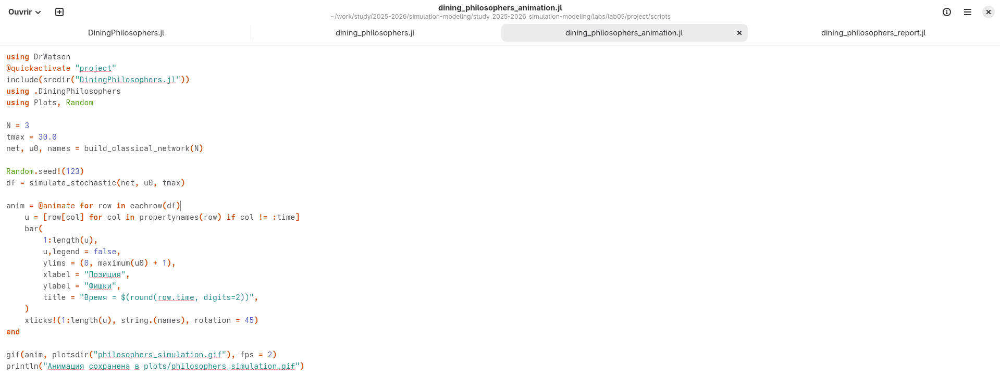 Ouvrir
dining_philosophers_animation.jl
~/work/study/2025-2026/simulation-modeling/study_2025-2026_simulation-modeling/labs/lab05/project/scripts
DiningPhilosophers.jl
dining_philosophers.jl
dining_philosophers_animation.jl
dining_philosophers_report.jl
using DrWatson
@quickactivate "project"
include(srcdir("DiningPhilosophers.jl"))
using .DiningPhilosophers
using Plots, Random

N = 3
tmax = 30.0
net, u0, names = build_classical_network(N)

Random.seed!(123)
df = simulate_stochastic(net, u0, tmax)

anim = @animate for row in eachrow(df)
    u = [row[col] for col in propertynames(row) if col != :time]
    bar(
        1:length(u),
        u,legend = false,
        ylims = (0, maximum(u0) + 1),
        xlabel = "Позиция",
        ylabel = "Фишки",
        title = "Время = $(round(row.time, digits=2))",
    )
    xticks!(1:length(u), string.(names), rotation = 45)
end

gif(anim, plotsdir("philosophers_simulation.gif"), fps = 2)
println("Анимация сохранена в plots/philosophers_simulation.gif")